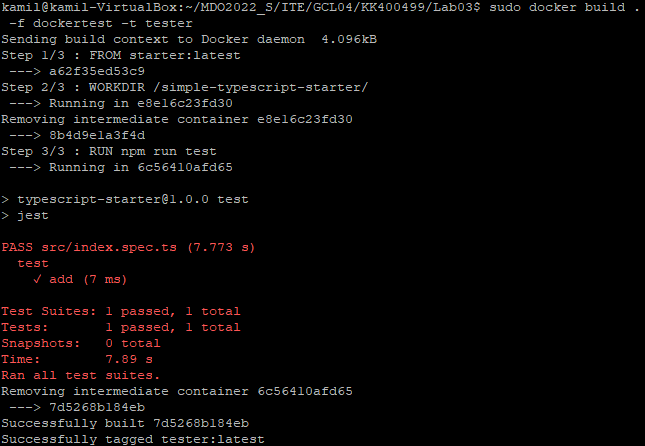 kamil@kamil-VirtualBox:~/MDO2022_S/ITE/GCL04/KK400499/Lab03$ sudo docker build .
 -f dockertest -t tester
Sending build context to Docker daemon  4.096kB
Step 1/3 : FROM starter:latest
 ---> a62f35ed53c9
Step 2/3 : WORKDIR /simple-typescript-starter/
 ---> Running in e8e16c23fd30
Removing intermediate container e8e16c23fd30
 ---> 8b4d9e1a3f4d
Step 3/3 : RUN npm run test
 ---> Running in 6c56410afd65

> typescript-starter@1.0.0 test
> jest

PASS src/index.spec.ts (7.773 s)
  test
    ✓ add (7 ms)

Test Suites: 1 passed, 1 total
Tests:       1 passed, 1 total
Snapshots:   0 total
Time:        7.89 s
Ran all test suites.
Removing intermediate container 6c56410afd65
 ---> 7d5268b184eb
Successfully built 7d5268b184eb
Successfully tagged tester:latest